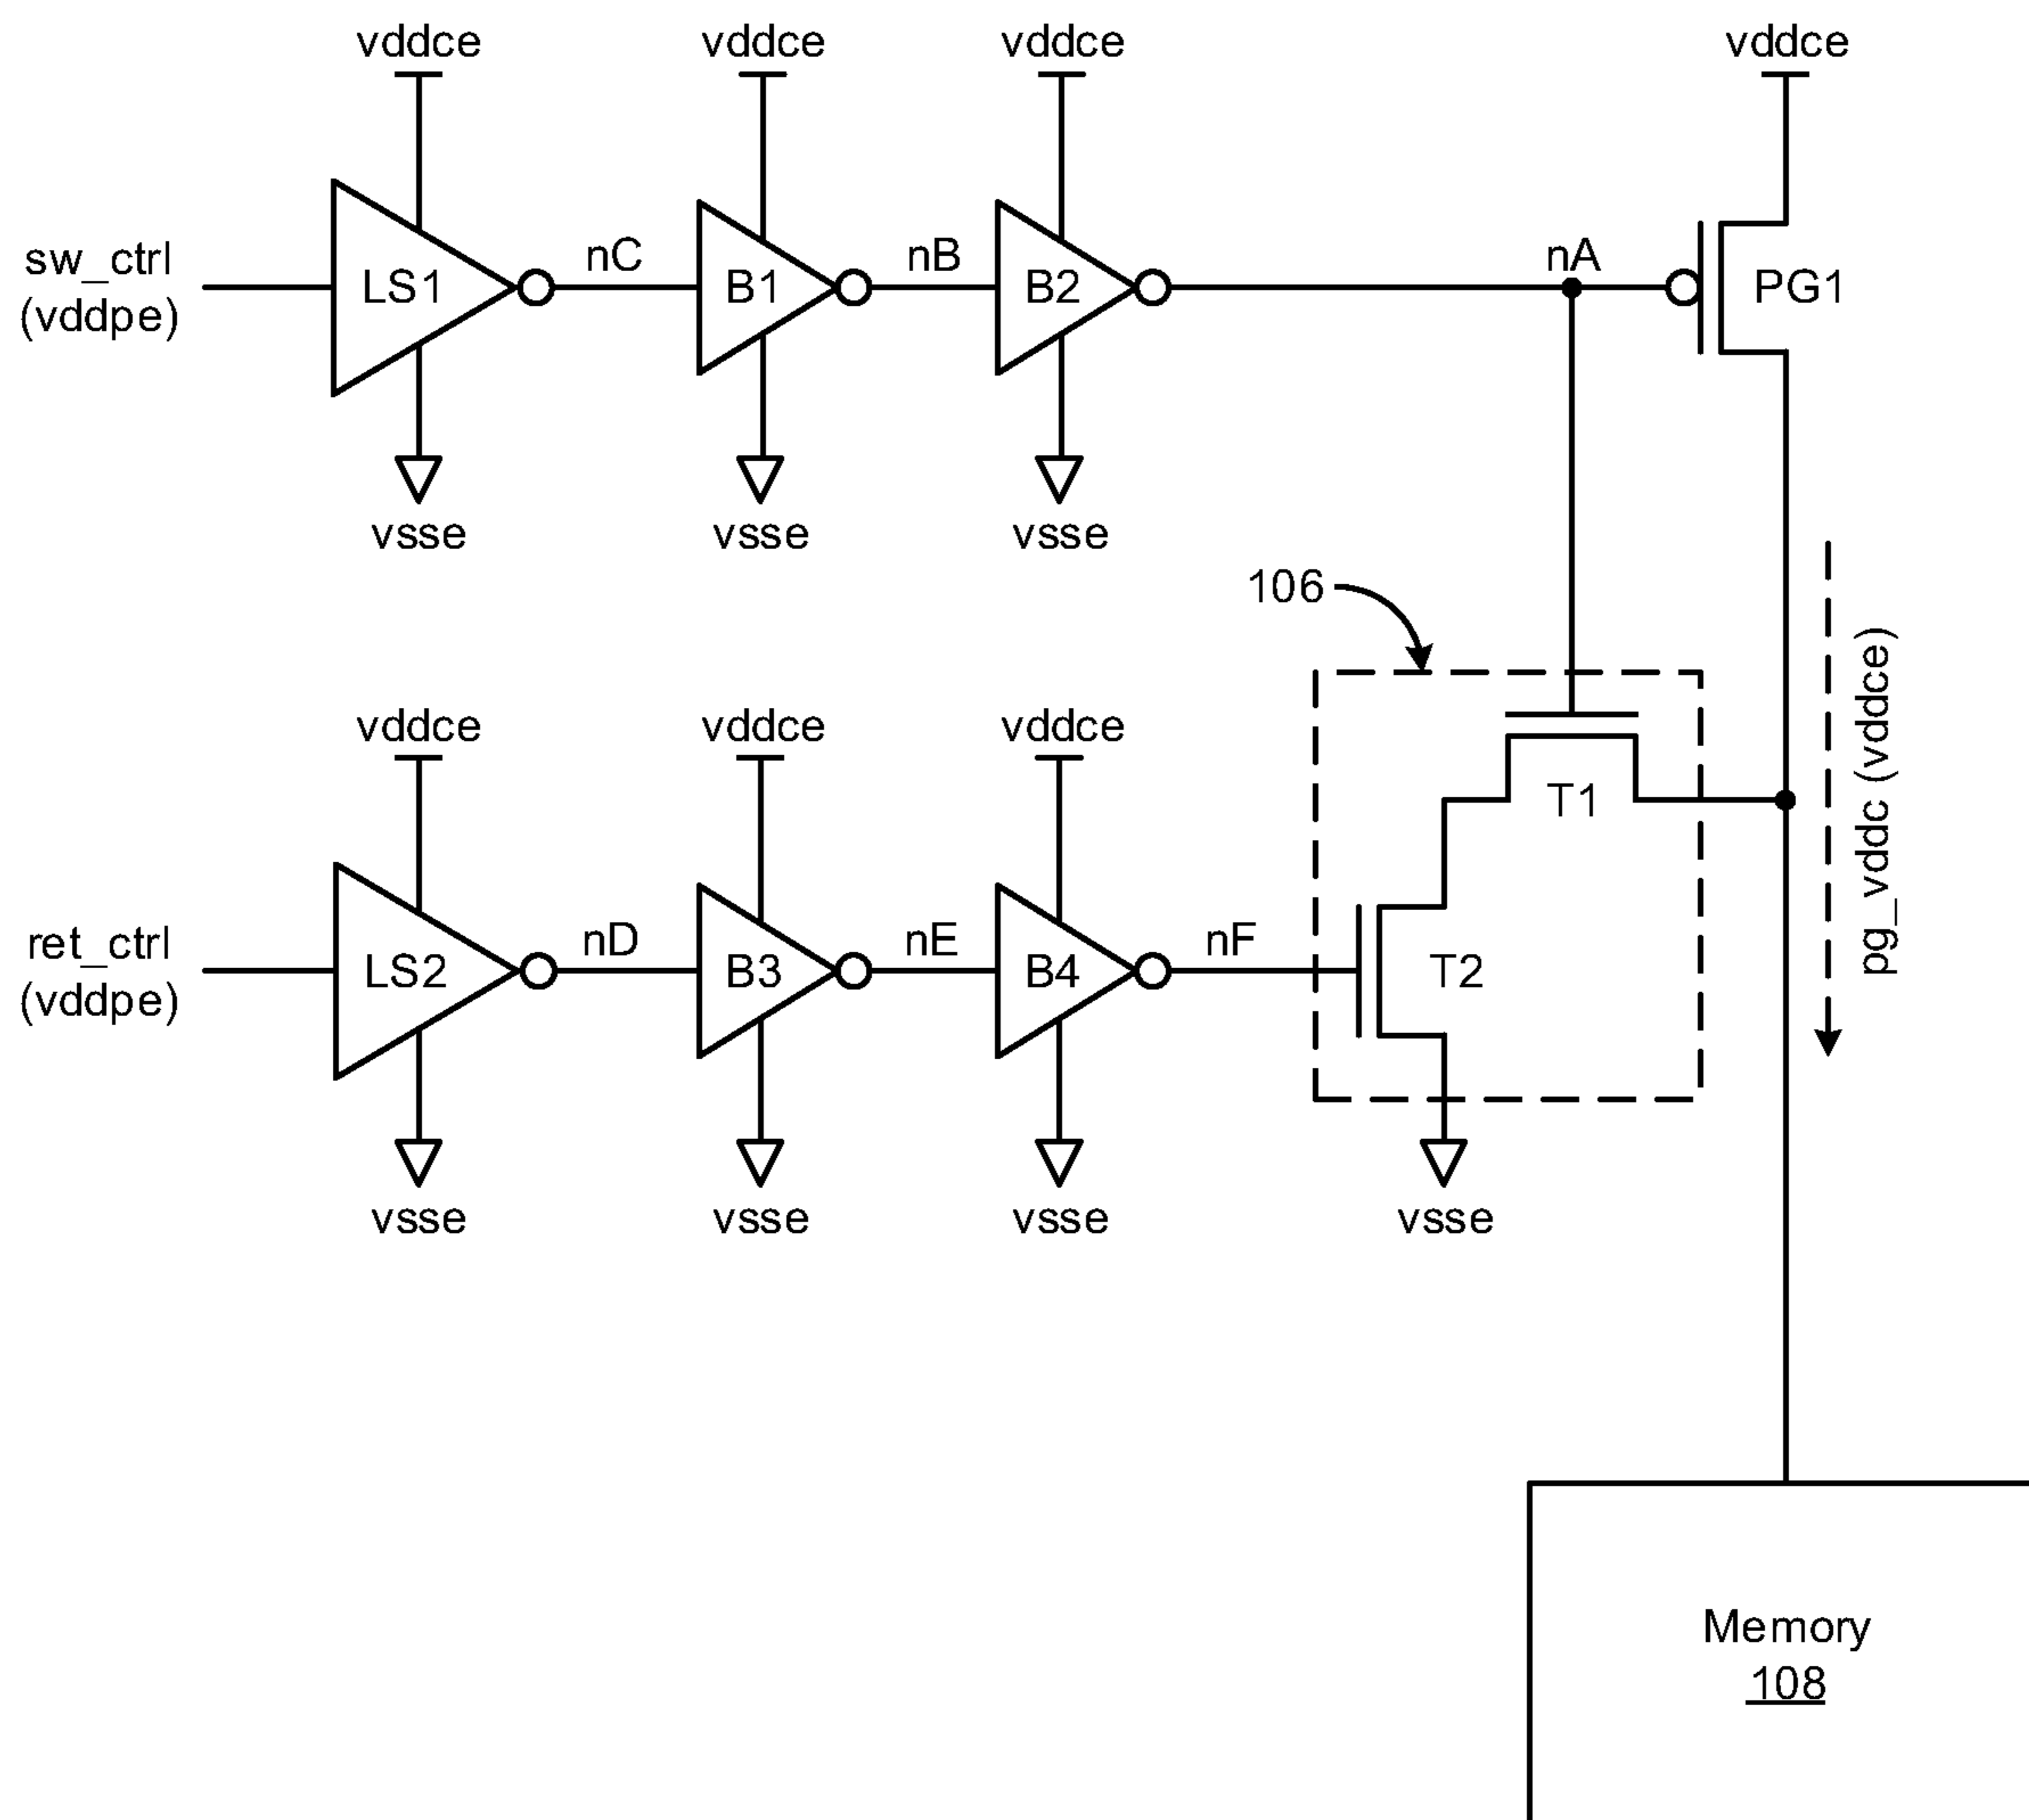 vddce
vddce
vddce
vddce
sw_ctrl
(vddpe)
LS1
nC
B1
nB
B2
nA
PG1
vsse
vsse
vsse
106
pg_vddc (vddce)
vddce
vddce
vddce
T1
ret_ctrl
(vddpe)
LS2
nD
B3
nE
B4
nF
T2
vsse
vsse
vsse
vsse
Memory
108